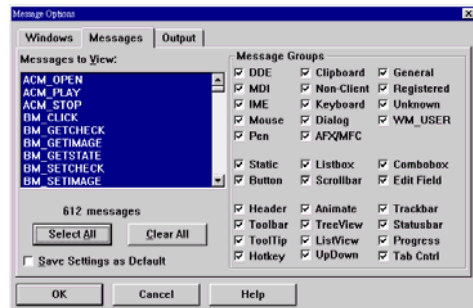 Message Options
Windows Messages Output
Messages to View:
ACM_OPEN
ACM_PLAY
ACM_STOP
BM_CLICK
BM_GETCHECK
BM_GETIMAGE
BM_GETSTATE
BM_SETCHECK
BM_SETIMAGE
612 messages
Select All Clear All
Save Settings as Default
Message Groups
DDE Clipboard General
MDI Non-Client Registered
IME Keyboard Unknown
Mouse Dialog WM_USER
Pen AFX/MFC
Static Listbox Combobox
Button Scrollbar Edit Field
Header Animate Trackbar
Toolbar TreeView Statusbar
ToolTip ListView Progress
Hotkey UpDown Tab Cntrl
OK Cancel Help